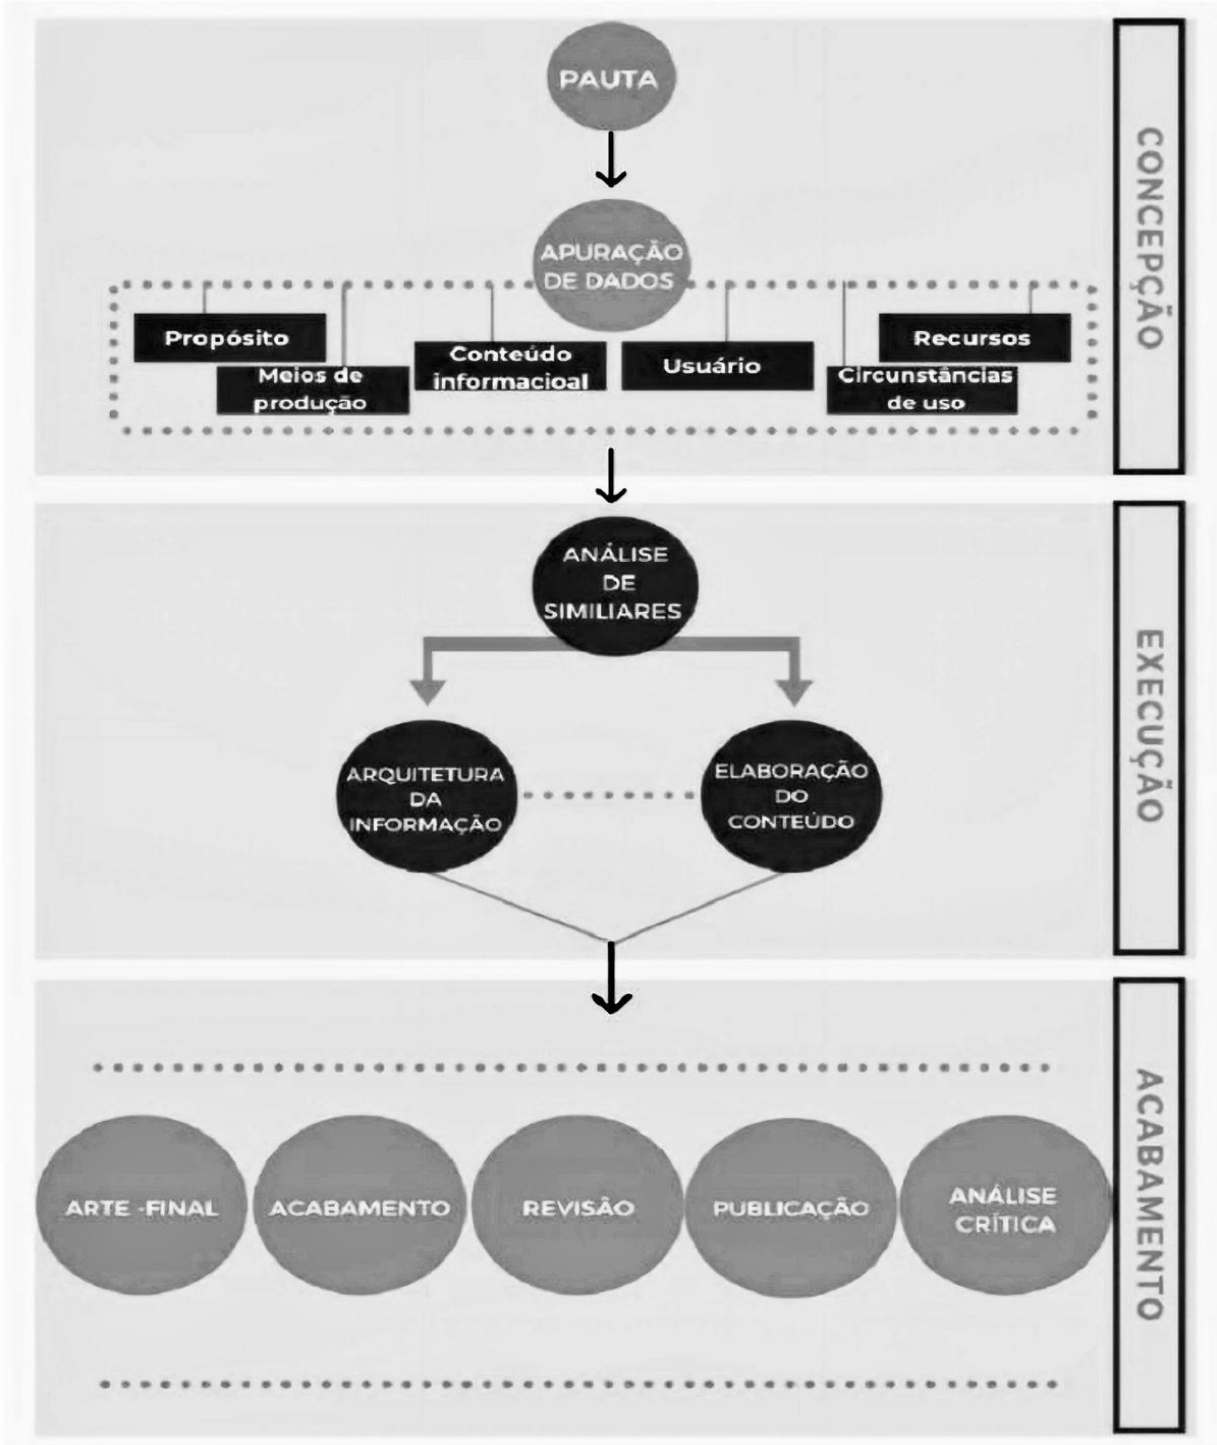 PAUTA
APURAÇÃO
DE DADOS
Propósito
Meios de
produção
Conteúdo
informacioal
Usuário
Circunstâncias
de uso
Recursos
CONCEPÇÃO
ANÁLISE
DE
SIMILIARES
ARQUITETURA
DA
INFORMAÇÃO
ELABORAÇÃO
DO
CONTEÚDO
EXECUÇÃO
ARTE -FINAL
ACABAMENTO
REVISÃO
PUBLICAÇÃO
ANÁLISE
CRÍTICA
ACABAMENTO